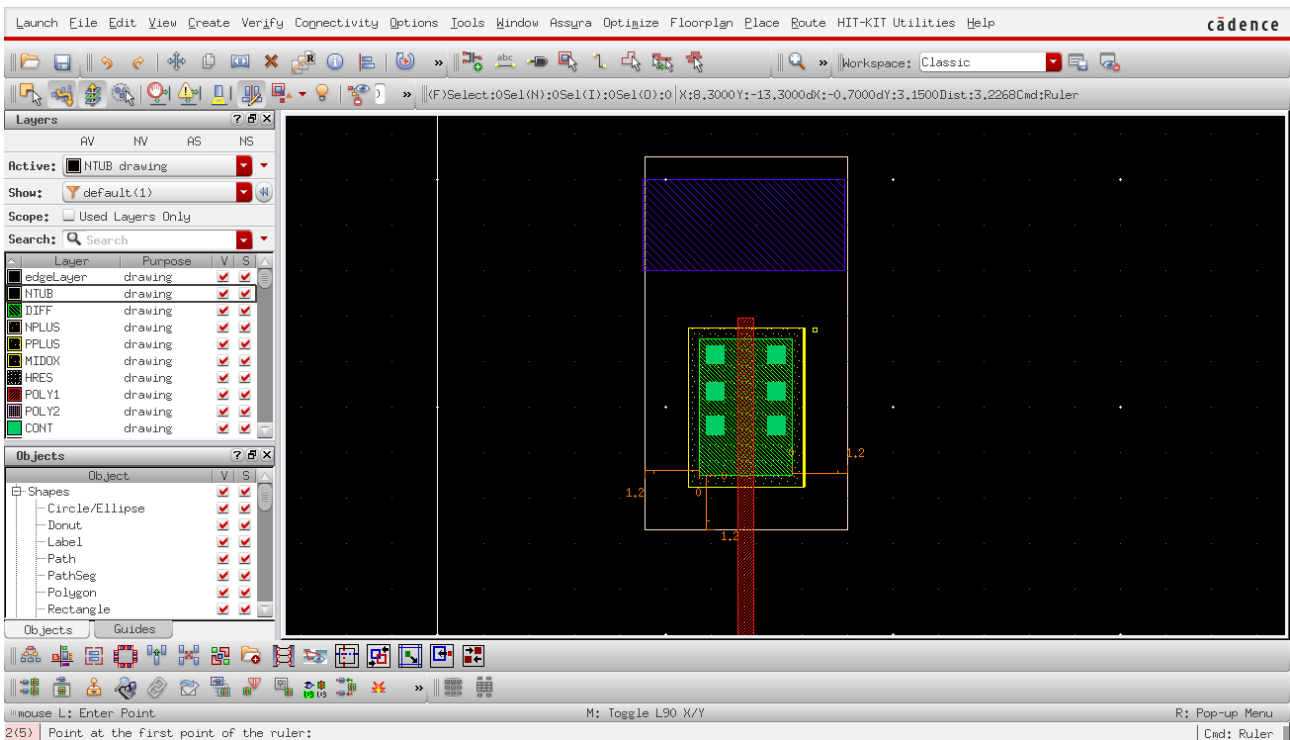 Launch File Edit View Create Verify Connectivity Options Tools Window Assura Optimize Floorplan Place Route HIT-KIT Utilities Help cādence
abc R » » Workspace: Classic
» (F)Select:0Sel(N):0Sel(I):0Sel(O):0 X:8.3000Y:-13.3000dX:-0.7000dY:3.1500Dist:3.2268Cmd:Ruler
Layers
AV NV AS NS
Active: NTUB drawing
Show: default(1)
Scope: Used Layers Only
Search: Search
Layer Purpose V S
edgeLayer drawing
NTUB drawing
DIFF drawing
NPLUS drawing
PPLUS drawing
MIDOX drawing
HRES drawing
POLY1 drawing
POLY2 drawing
CONT drawing
Objects
Object V S
Shapes
Circle/Ellipse
Donut
Label
Path
PathSeg
Polygon
Rectangle
Objects Guides
1.2
0
1.2 0
0
1.2
»
mouse L: Enter Point M: Toggle L90 X/Y R: Pop-up Menu
2(5) Point at the first point of the ruler: Cmd: Ruler